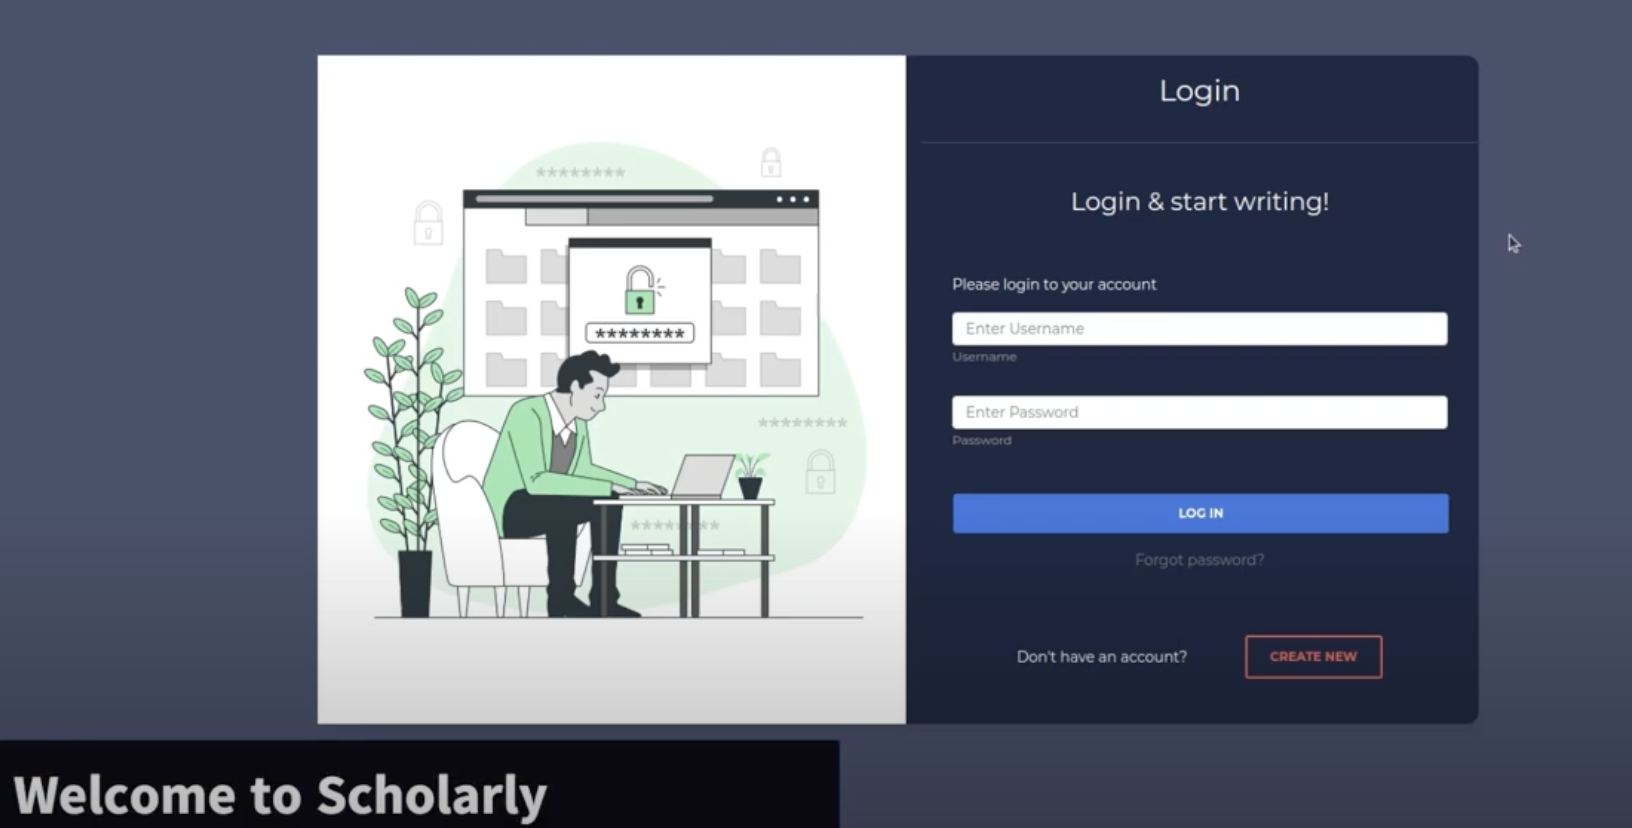 ********
********
********
********
Login
Login & start writing!
Please login to your account
Enter Username
Username
Enter Password
Password
LOG IN
Forgot password?
Don't have an account?
CREATE NEW
Welcome to Scholarly